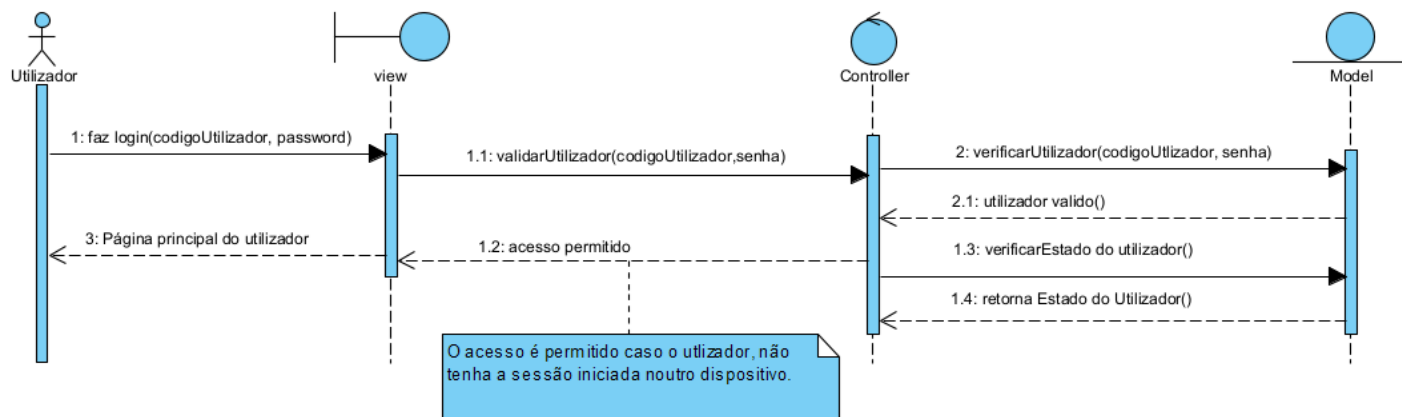 Utilizador
view
Controller
Model
1: faz login(codigoUtilizador, password)
1.1: validarUtilizador(codigoUtilizador,senha)
2: verificarUtilizador(codigoUtlizador, senha)
2.1: utilizador valido()
3: Página principal do utilizador
1.2: acesso permitido
1.3: verificarEstado do utilizador()
1.4: retorna Estado do Utilizador()
O acesso é permitido caso o utlizador, não
tenha a sessão iniciada noutro dispositivo.